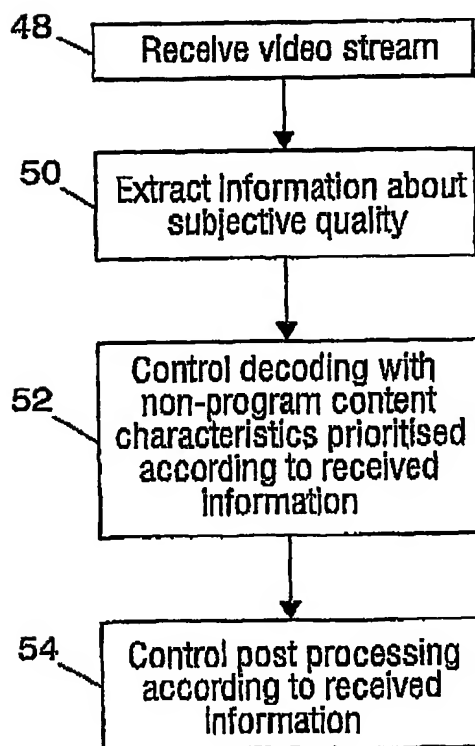 48
Receive video stream
50
Extract information about
subjective quality
52
Control decoding with
non-program content
characteristics prioritised
according to received
information
54
Control post processing
according to received
information